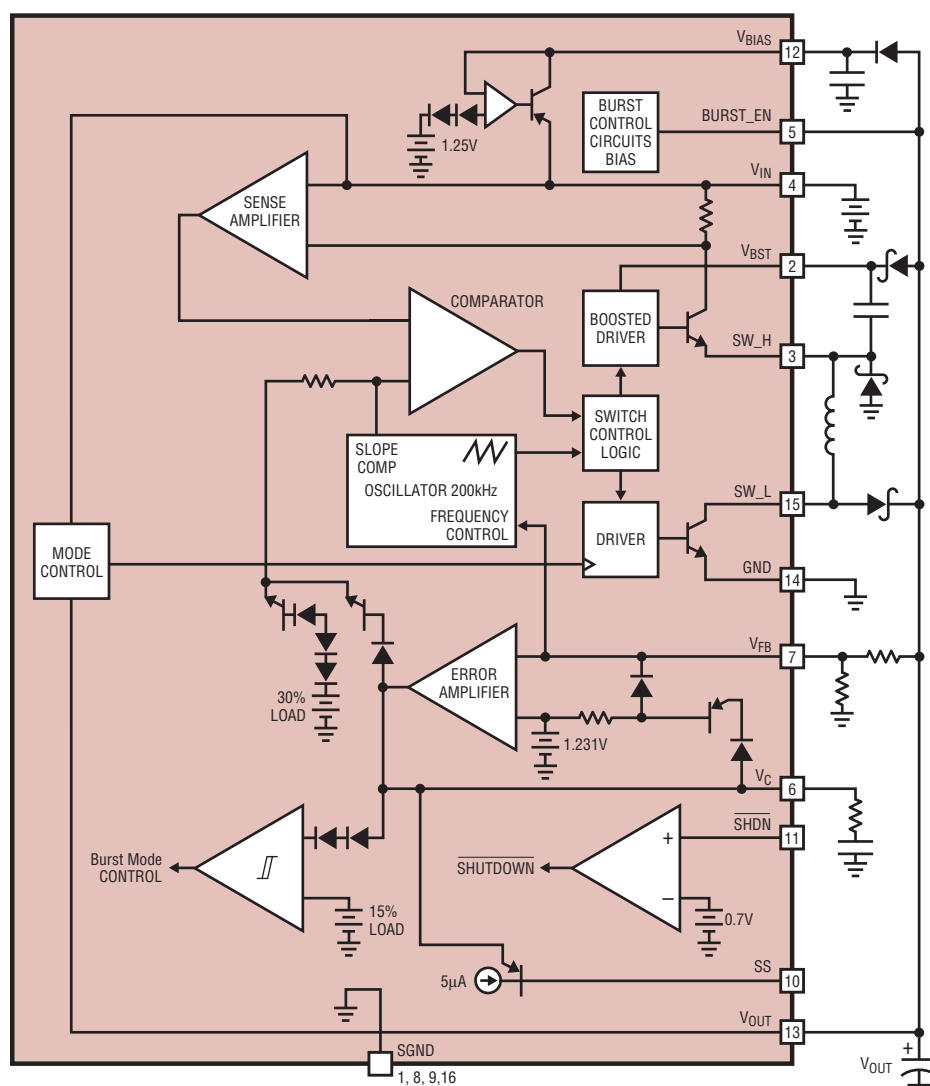 VBIAS
12
BURST
CONTROL
CIRCUITS
BIAS
BURST_EN
5
1.25V
VIN
4
SENSE
AMPLIFIER
VBST
2
COMPARATOR
BOOSTED
DRIVER
SW_H
3
SLOPE
COMP
OSCILLATOR 200kHz
FREQUENCY
CONTROL
SWITCH
CONTROL
LOGIC
SW_L
15
MODE
CONTROL
DRIVER
GND
14
VFB
7
ERROR
AMPLIFIER
30%
LOAD
1.231V
VC
6
SHDN
11
Burst Mode
CONTROL
15%
LOAD
SHUTDOWN
+
–
0.7V
5µA
SS
10
VOUT
13
SGND
1, 8, 9,16
+
VOUT